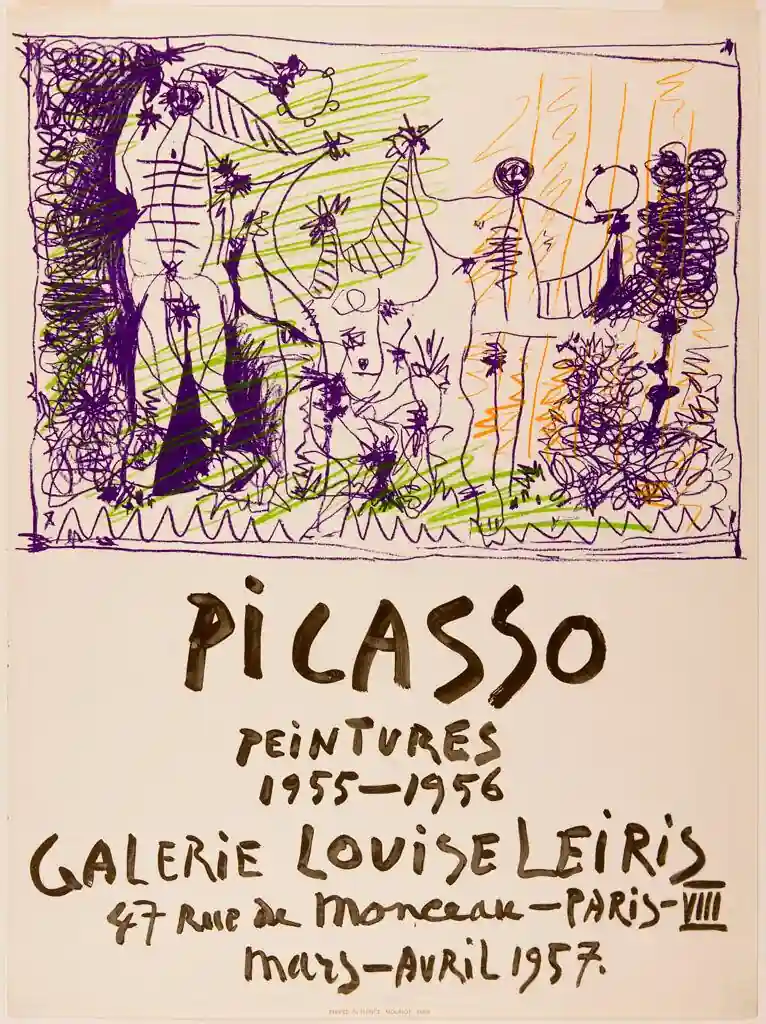 PiCASSO
PEiNTURES
1955—1956
GALERiE LOUiSE LEiRiS
47 Rue de Monceau—PARiS—VIII
Mars—AVRiL 1957.